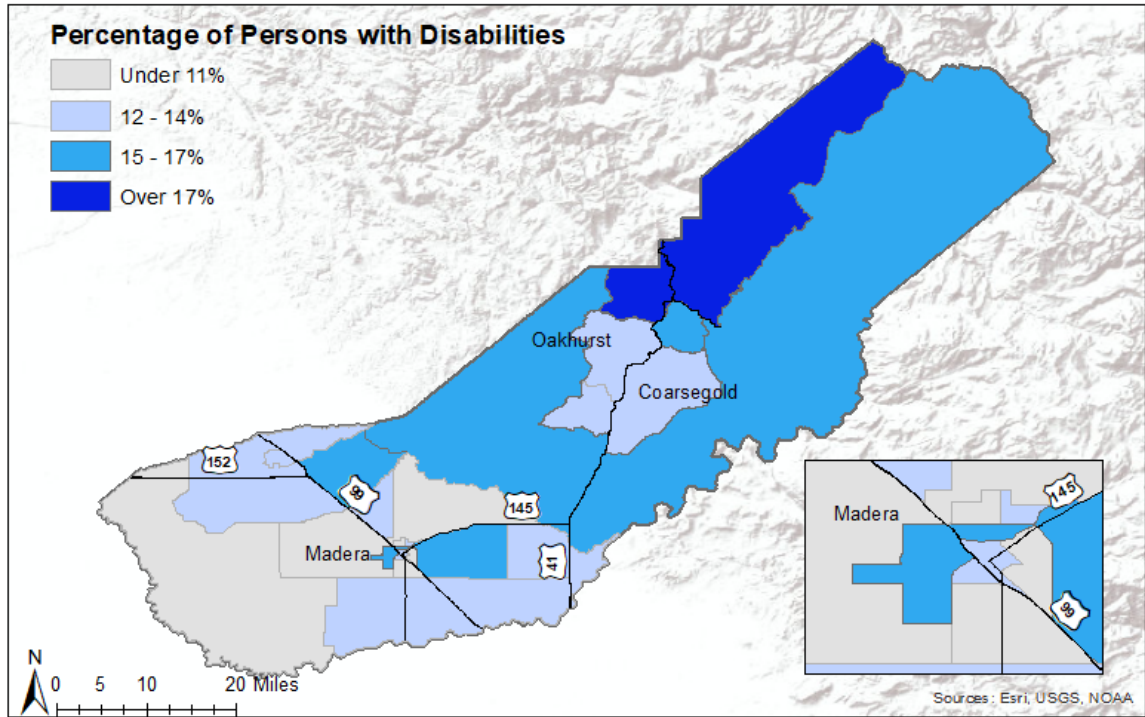 Percentage of Persons with Disabilities
Under 11%
12 - 14%
15 - 17%
Over 17%
Oakhurst
Coarsegold
152
99
145
Madera
41
Madera
145
99
N
0 5 10 20 Miles
Sources: Esri, USGS, NOAA